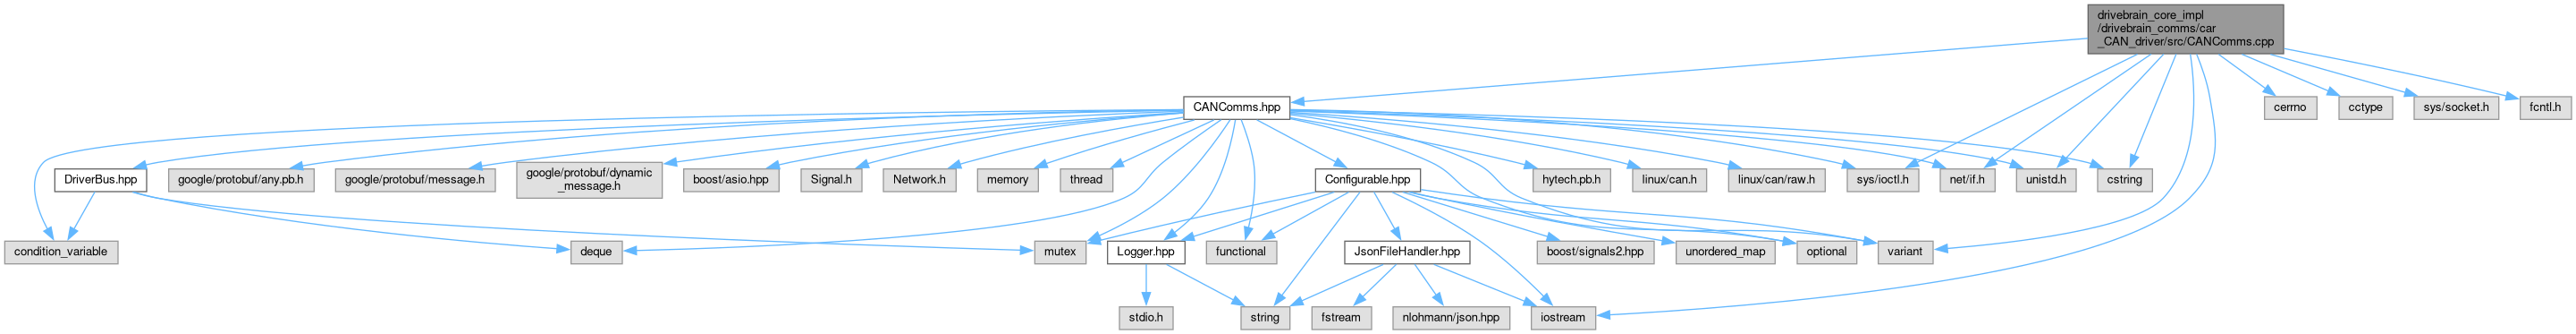 drivebrain_core_impl
/drivebrain_comms/car
_CAN_driver/src/CANComms.cpp
CANComms.hpp
cerrno
cctype
sys/socket.h
fcntl.h
DriverBus.hpp
google/protobuf/any.pb.h
google/protobuf/message.h
google/protobuf/dynamic
_message.h
boost/asio.hpp
Signal.h
Network.h
memory
thread
Configurable.hpp
hytech.pb.h
linux/can.h
linux/can/raw.h
sys/ioctl.h
net/if.h
unistd.h
cstring
condition_variable
deque
mutex
Logger.hpp
functional
JsonFileHandler.hpp
boost/signals2.hpp
unordered_map
optional
variant
stdio.h
string
fstream
nlohmann/json.hpp
iostream